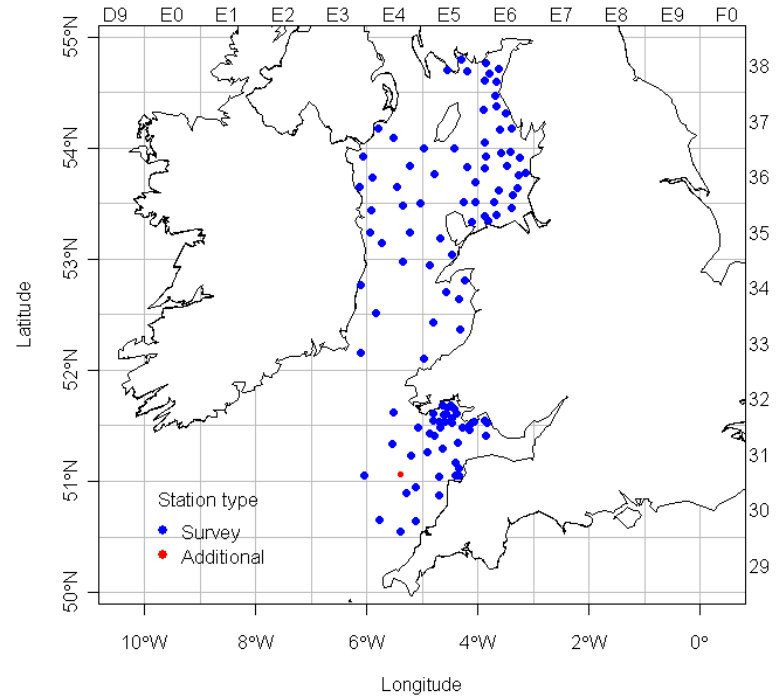 D9 E0 E1 E2 E3 E4 E5 E6 E7 E8 E9 F0
55°N
38
37
54°N
36
35
53°N
34
33
52°N
32
31
51°N
30
29
50°N
Latitude
Station type
Survey
Additional
10°W 8°W 6°W 4°W 2°W 0°
Longitude